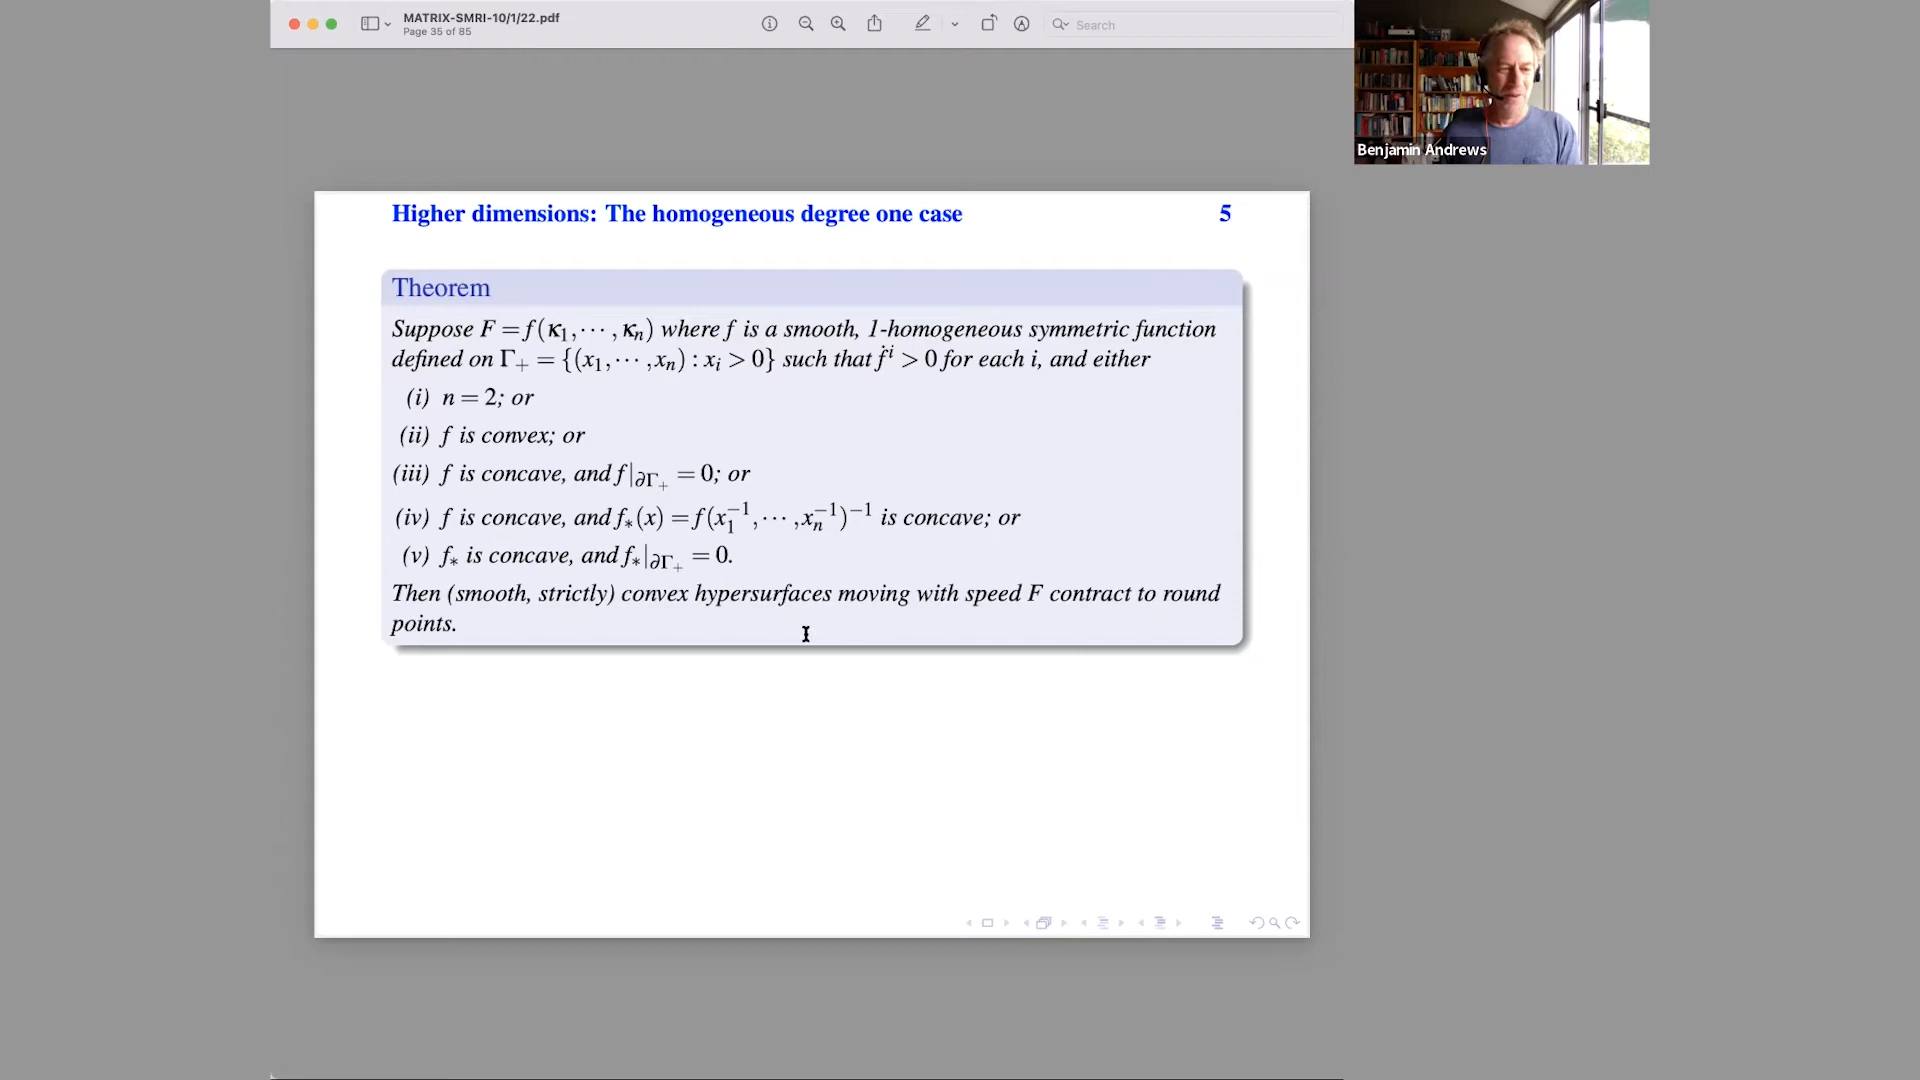 MATRIX-SMRI-10/1/22.pdf
Page 35 of 85
Search
Benjamin Andrews
Higher dimensions: The homogeneous degree one case 5
Theorem
Suppose F = f(κ₁, ⋯ , κₙ) where f is a smooth, 1-homogeneous symmetric function
defined on Γ₊ = {(x₁, ⋯ , xₙ) : xᵢ > 0} such that ḟⁱ > 0 for each i, and either
(i) n = 2; or
(ii) f is convex; or
(iii) f is concave, and f|∂Γ₊ = 0; or
(iv) f is concave, and f∗(x) = f(x₁⁻¹, ⋯ , xₙ⁻¹)⁻¹ is concave; or
(v) f∗ is concave, and f∗|∂Γ₊ = 0.
Then (smooth, strictly) convex hypersurfaces moving with speed F contract to round
points.